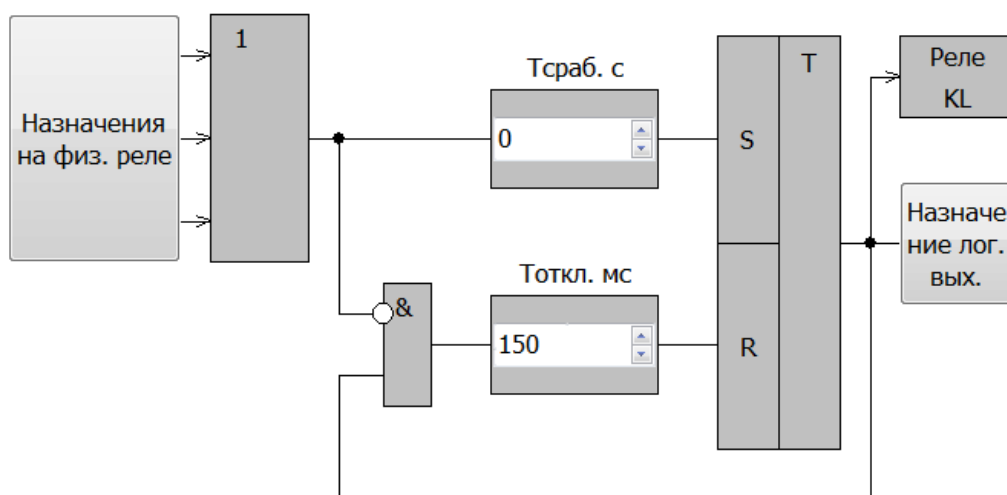 1
Назначения
на физ. реле
Тсраб. с
0
S
T
Реле
KL
Назначе
ние лог.
вых.
&
Тоткл. мс
150
R